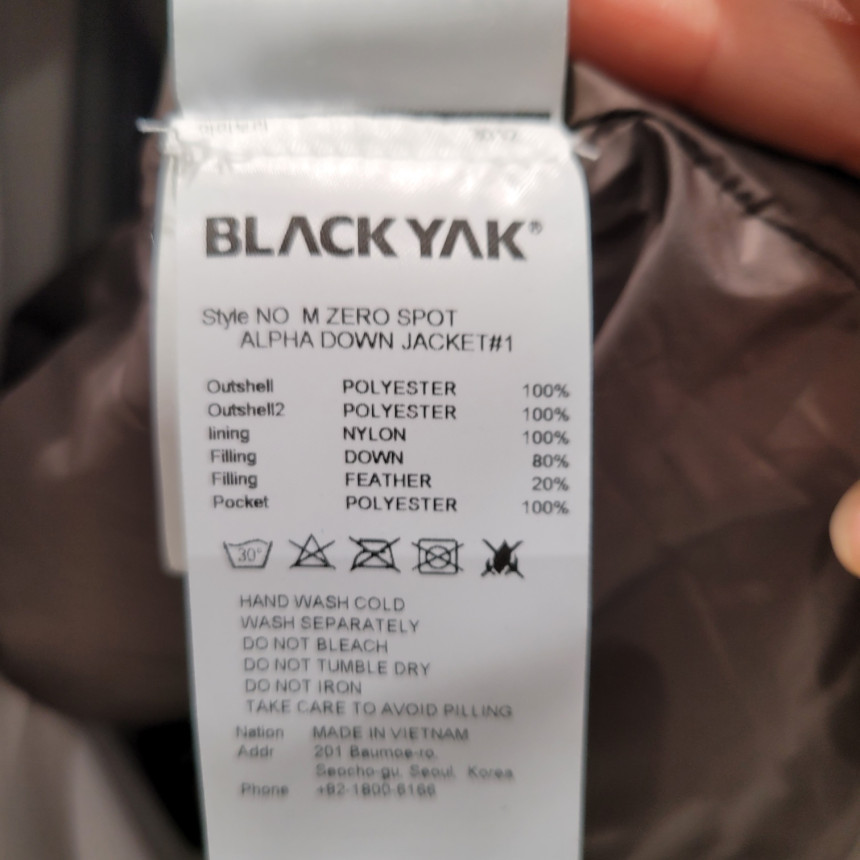 BLACK YAK®
Style NO M ZERO SPOT
ALPHA DOWN JACKET#1
Outshell POLYESTER 100%
Outshell2 POLYESTER 100%
lining NYLON 100%
Filling DOWN 80%
Filling FEATHER 20%
Pocket POLYESTER 100%
30°
HAND WASH COLD
WASH SEPARATELY
DO NOT BLEACH
DO NOT TUMBLE DRY
DO NOT IRON
TAKE CARE TO AVOID PILLING
Nation MADE IN VIETNAM
Addr 201 Baumoe-ro,
Seocho-gu, Seoul, Korea
Phone +82-1800-6166